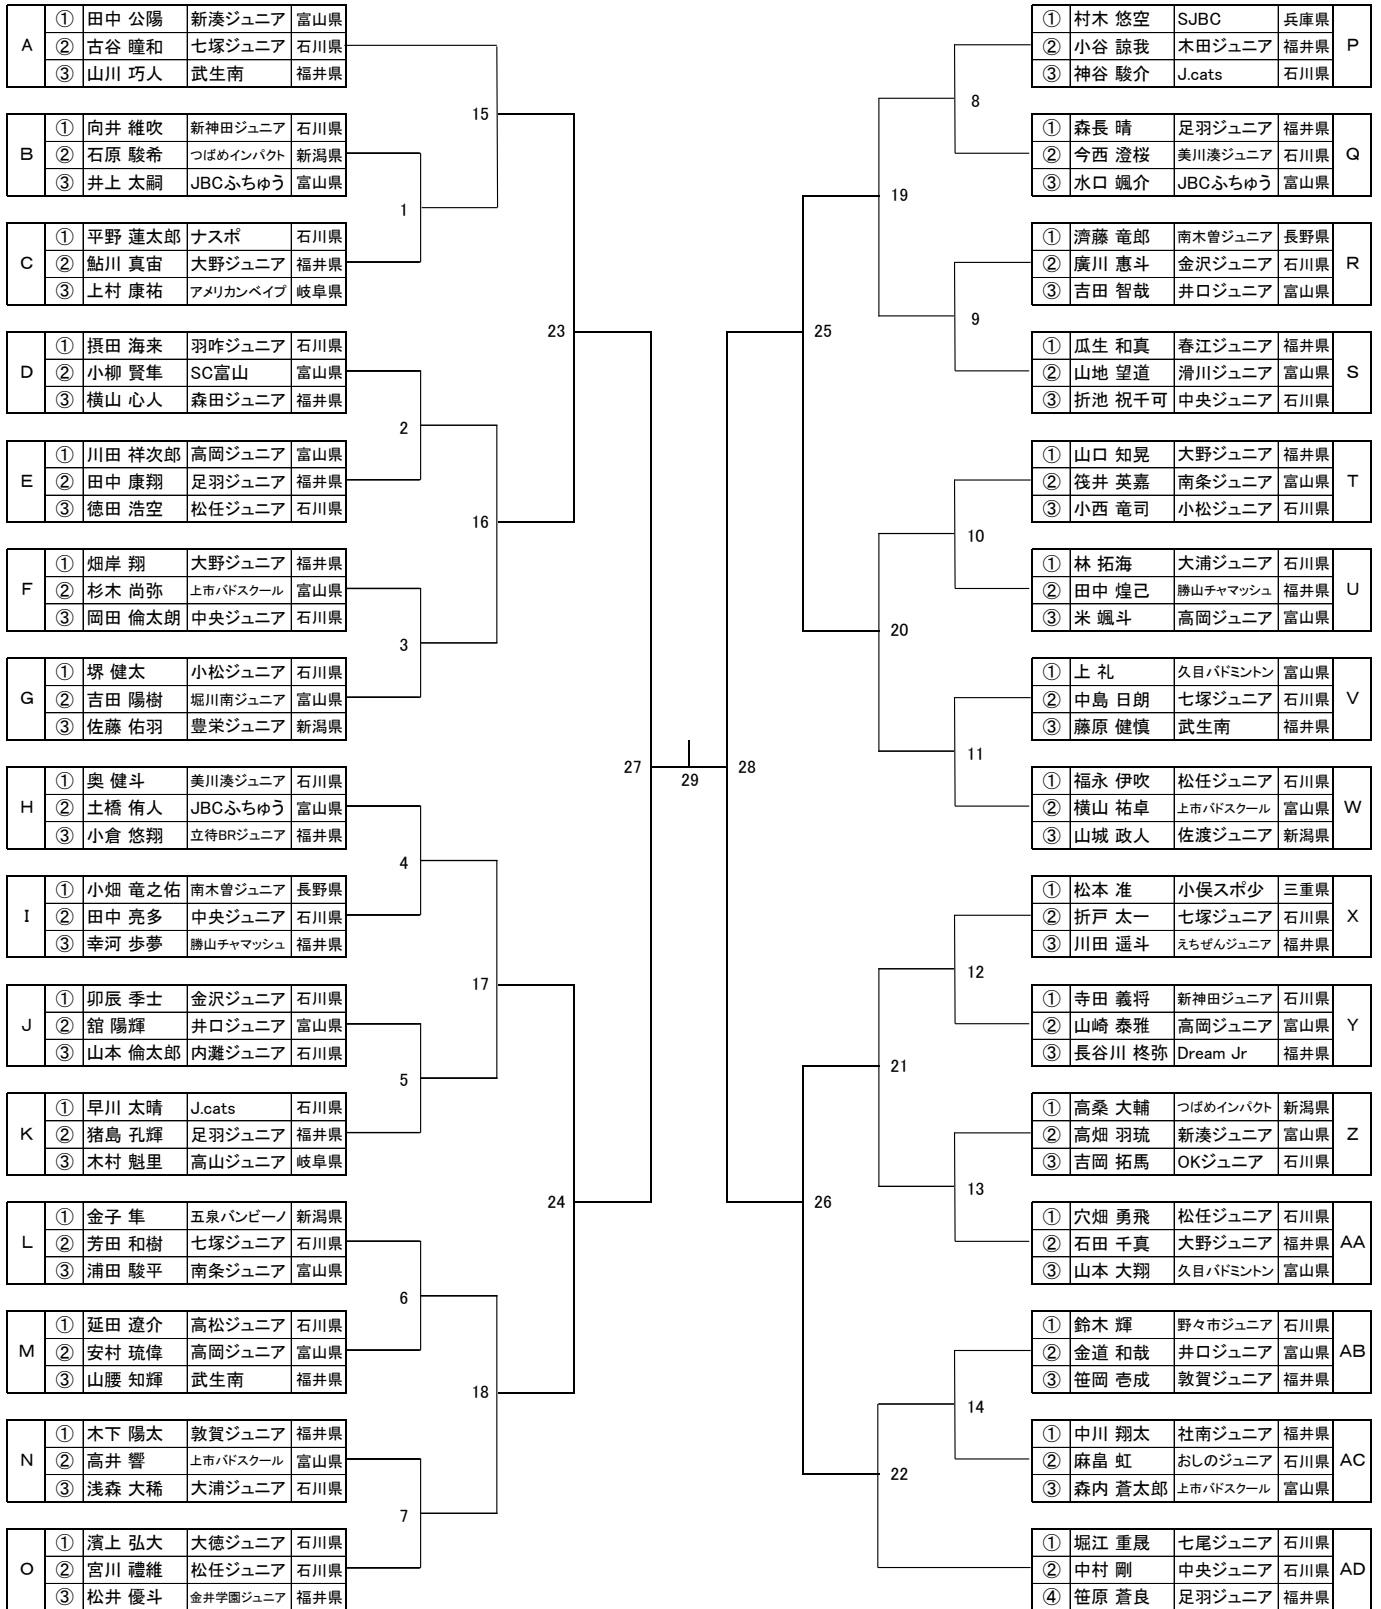 A
① 田中 公陽 新湊ジュニア 富山県
② 古谷 瞳和 七塚ジュニア 石川県
③ 山川 巧人 武生南 福井県
B
① 向井 維吹 新神田ジュニア 石川県
② 石原 駿希 つばめインパクト 新潟県
③ 井上 太嗣 JBCふちゅう 富山県
C
① 平野 蓮太郎 ナスポ 石川県
② 鮎川 真宙 大野ジュニア 福井県
③ 上村 康祐 アメリカンベイプ 岐阜県
D
① 摂田 海来 羽咋ジュニア 石川県
② 小柳 賢隼 SC富山 富山県
③ 横山 心人 森田ジュニア 福井県
E
① 川田 祥次郎 高岡ジュニア 富山県
② 田中 康翔 足羽ジュニア 福井県
③ 徳田 浩空 松任ジュニア 石川県
F
① 畑岸 翔 大野ジュニア 福井県
② 杉木 尚弥 上市バドスクール 富山県
③ 岡田 倫太朗 中央ジュニア 石川県
G
① 堺 健太 小松ジュニア 石川県
② 吉田 陽樹 堀川南ジュニア 富山県
③ 佐藤 佑羽 豊栄ジュニア 新潟県
H
① 奥 健斗 美川湊ジュニア 石川県
② 土橋 侑人 JBCふちゅう 富山県
③ 小倉 悠翔 立待BRジュニア 福井県
I
① 小畑 竜之佑 南木曽ジュニア 長野県
② 田中 亮多 中央ジュニア 石川県
③ 幸河 歩夢 勝山チャマッシュ 福井県
J
① 卯辰 季士 金沢ジュニア 石川県
② 舘 陽輝 井口ジュニア 富山県
③ 山本 倫太郎 内灘ジュニア 石川県
K
① 早川 太晴 J.cats 石川県
② 猪島 孔輝 足羽ジュニア 福井県
③ 木村 魁里 高山ジュニア 岐阜県
L
① 金子 隼 五泉バンビーノ 新潟県
② 芳田 和樹 七塚ジュニア 石川県
③ 浦田 駿平 南条ジュニア 富山県
M
① 延田 遼介 高松ジュニア 石川県
② 安村 琉偉 高岡ジュニア 富山県
③ 山腰 知輝 武生南 福井県
N
① 木下 陽太 敦賀ジュニア 福井県
② 高井 響 上市バドスクール 富山県
③ 浅森 大稀 大浦ジュニア 石川県
O
① 濱上 弘大 大徳ジュニア 石川県
② 宮川 禮維 松任ジュニア 石川県
③ 松井 優斗 金井学園ジュニア 福井県
1
2
3
4
5
6
7
15
16
17
18
23
24
27
29
28
25
26
19
20
21
22
8
9
10
11
12
13
14
① 村木 悠空 SJBC 兵庫県
② 小谷 諒我 木田ジュニア 福井県
③ 神谷 駿介 J.cats 石川県
P
① 森長 晴 足羽ジュニア 福井県
② 今西 澄桜 美川湊ジュニア 石川県
③ 水口 颯介 JBCふちゅう 富山県
Q
① 濟藤 竜郎 南木曽ジュニア 長野県
② 廣川 惠斗 金沢ジュニア 石川県
③ 吉田 智哉 井口ジュニア 富山県
R
① 瓜生 和真 春江ジュニア 福井県
② 山地 望道 滑川ジュニア 富山県
③ 折池 祝千可 中央ジュニア 石川県
S
① 山口 知晃 大野ジュニア 福井県
② 筏井 英嘉 南条ジュニア 富山県
③ 小西 竜司 小松ジュニア 石川県
T
① 林 拓海 大浦ジュニア 石川県
② 田中 煌己 勝山チャマッシュ 福井県
③ 米 颯斗 高岡ジュニア 富山県
U
① 上 礼 久目バドミントン 富山県
② 中島 日朗 七塚ジュニア 石川県
③ 藤原 健慎 武生南 福井県
V
① 福永 伊吹 松任ジュニア 石川県
② 横山 祐卓 上市バドスクール 富山県
③ 山城 政人 佐渡ジュニア 新潟県
W
① 松本 准 小俣スポ少 三重県
② 折戸 太一 七塚ジュニア 石川県
③ 川田 遥斗 えちぜんジュニア 福井県
X
① 寺田 義将 新神田ジュニア 石川県
② 山崎 泰雅 高岡ジュニア 富山県
③ 長谷川 柊弥 Dream Jr 福井県
Y
① 高桑 大輔 つばめインパクト 新潟県
② 高畑 羽琉 新湊ジュニア 富山県
③ 吉岡 拓馬 OKジュニア 石川県
Z
① 穴畑 勇飛 松任ジュニア 石川県
② 石田 千真 大野ジュニア 福井県
③ 山本 大翔 久目バドミントン 富山県
AA
① 鈴木 輝 野々市ジュニア 石川県
② 金道 和哉 井口ジュニア 富山県
③ 笹岡 壱成 敦賀ジュニア 福井県
AB
① 中川 翔太 社南ジュニア 福井県
② 麻畠 虹 おしのジュニア 石川県
③ 森内 蒼太郎 上市バドスクール 富山県
AC
① 堀江 重晟 七尾ジュニア 石川県
② 中村 剛 中央ジュニア 石川県
④ 笹原 蒼良 足羽ジュニア 福井県
AD